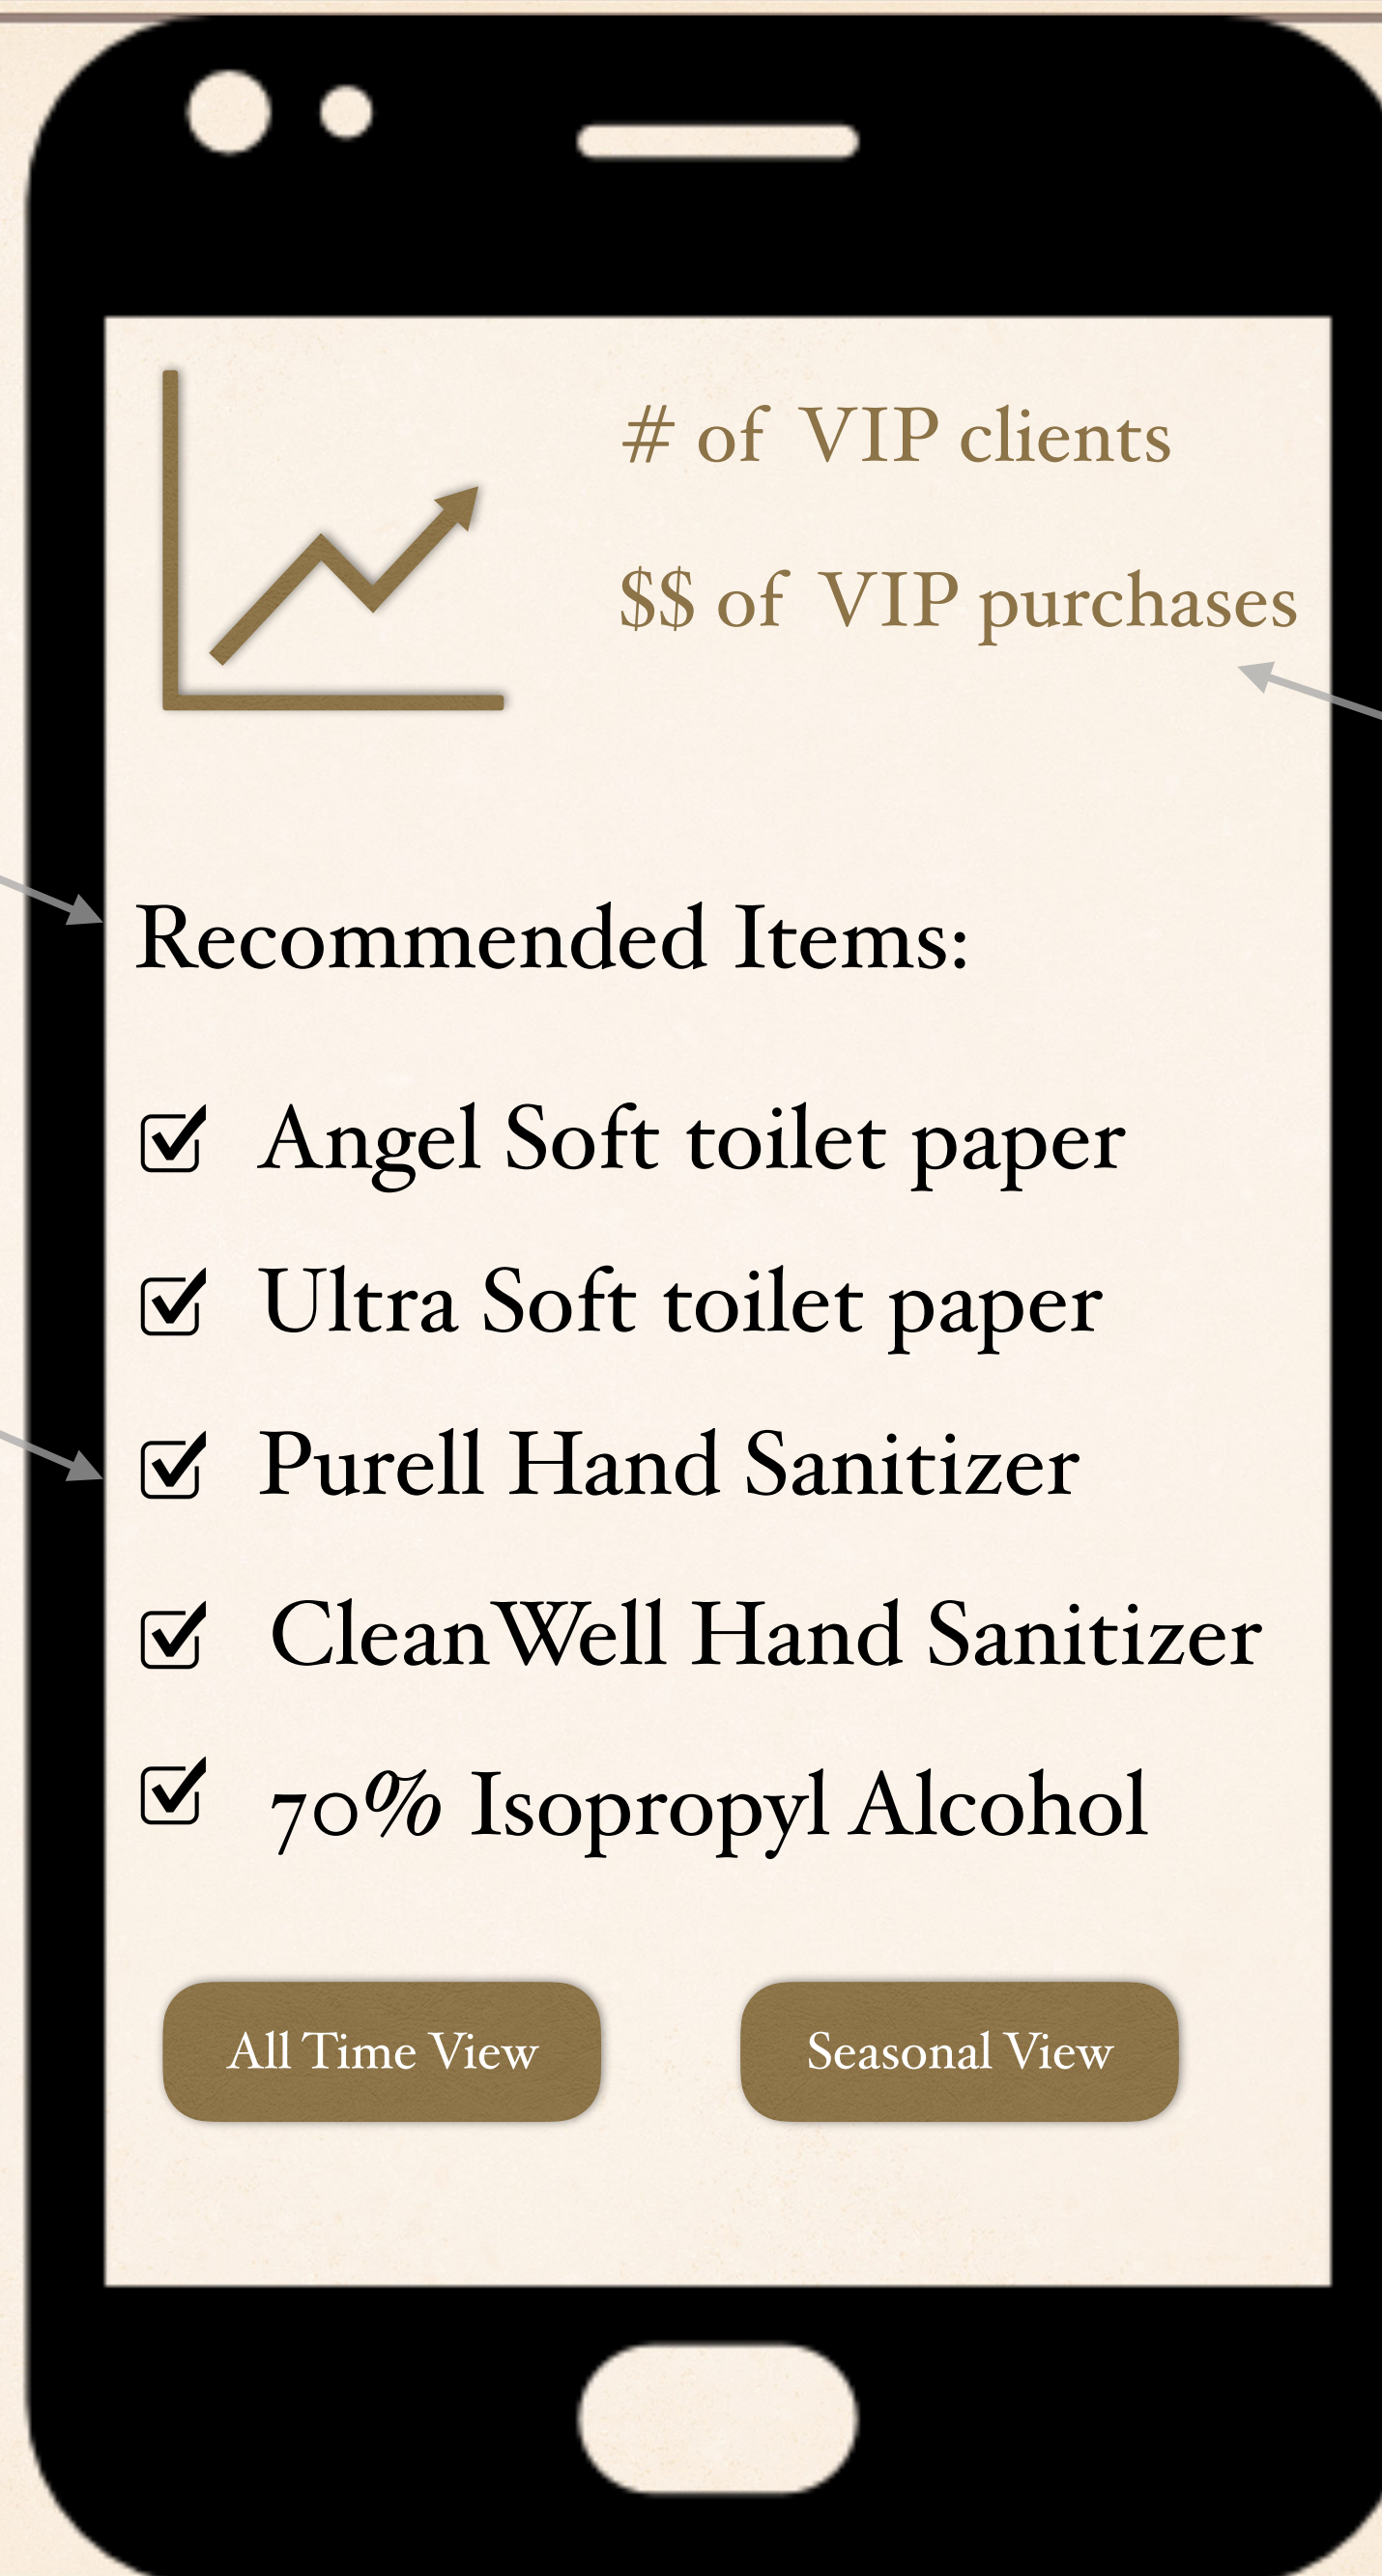 # of VIP clients
$$ of VIP purchases
Recommended Items:
Angel Soft toilet paper
Ultra Soft toilet paper
Purell Hand Sanitizer
CleanWell Hand Sanitizer
70% Isopropyl Alcohol
All Time View
Seasonal View